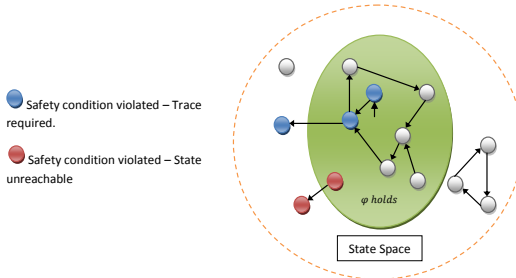 Safety condition violated – Trace
required.
Safety condition violated – State
unreachable
φ holds
State Space